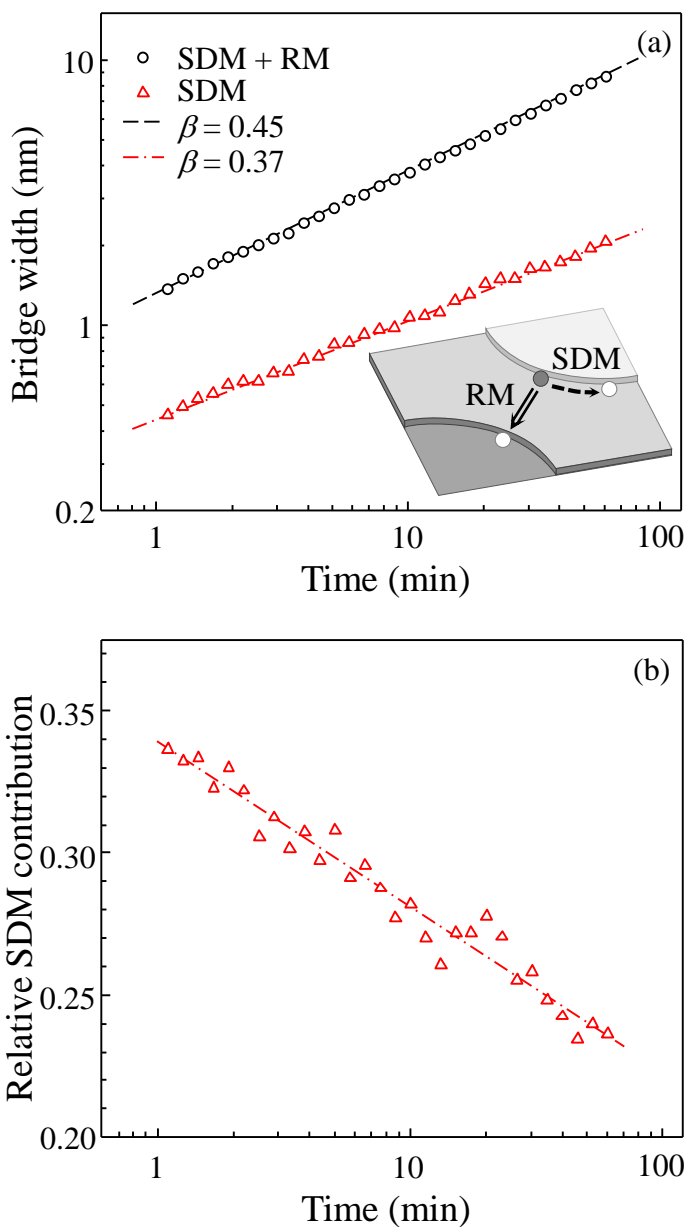 (a)
SDM + RM
SDM
β = 0.45
β = 0.37
10
1
0.2
Bridge width (nm)
SDM
RM
1
10
100
Time (min)
(b)
0.35
0.30
0.25
0.20
Relative SDM contribution
1
10
100
Time (min)